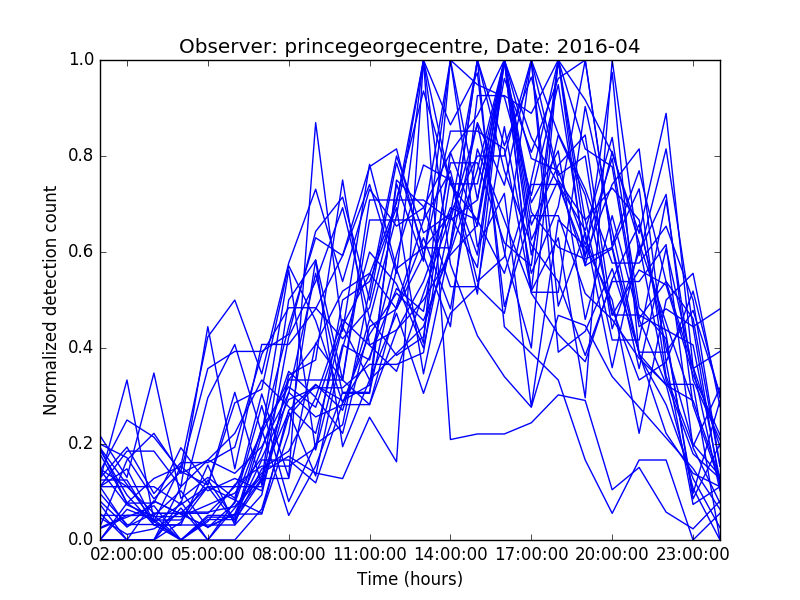 Observer: princegeorgecentre, Date: 2016-04
Normalized detection count
1.0
0.8
0.6
0.4
0.2
0.0
02:00:00 05:00:00 08:00:00 11:00:00 14:00:00 17:00:00 20:00:00 23:00:00
Time (hours)